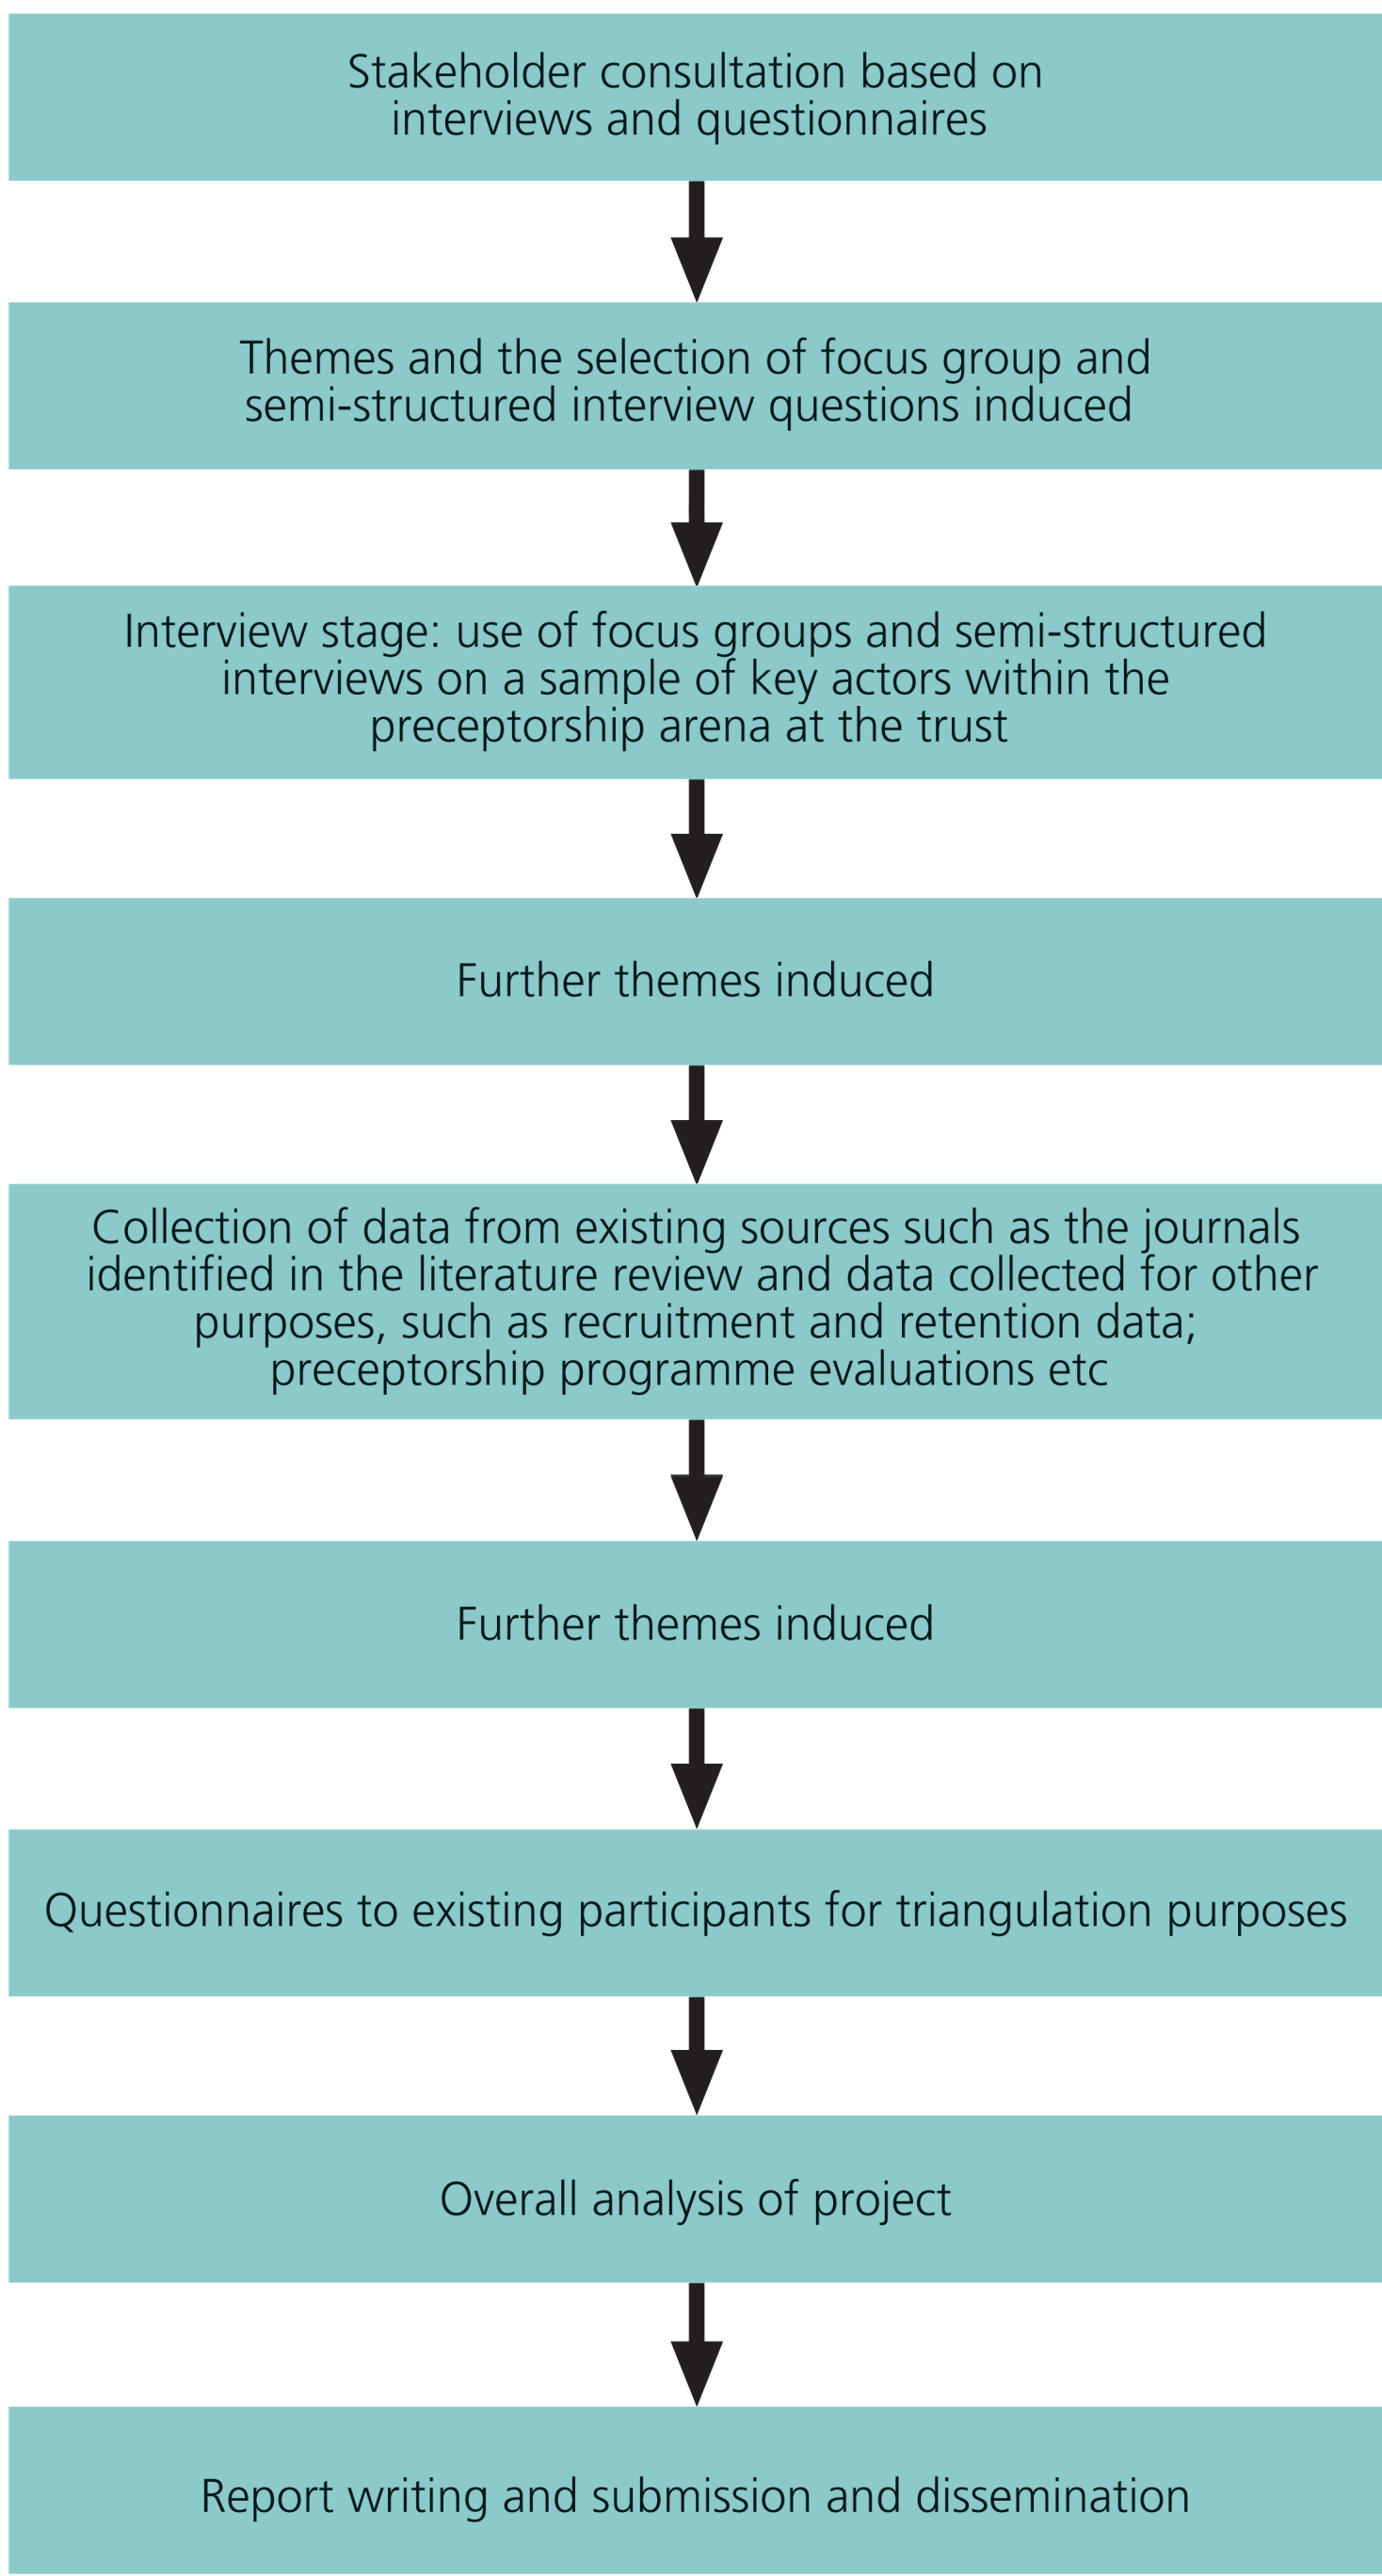 Stakeholder consultation based on
interviews and questionnaires
Themes and the selection of focus group and
semi-structured interview questions induced
Interview stage: use of focus groups and semi-structured
interviews on a sample of key actors within the
preceptorship arena at the trust
Further themes induced
Collection of data from existing sources such as the journals
identified in the literature review and data collected for other
purposes, such as recruitment and retention data;
preceptorship programme evaluations etc
Further themes induced
Questionnaires to existing participants for triangulation purposes
Overall analysis of project
Report writing and submission and dissemination